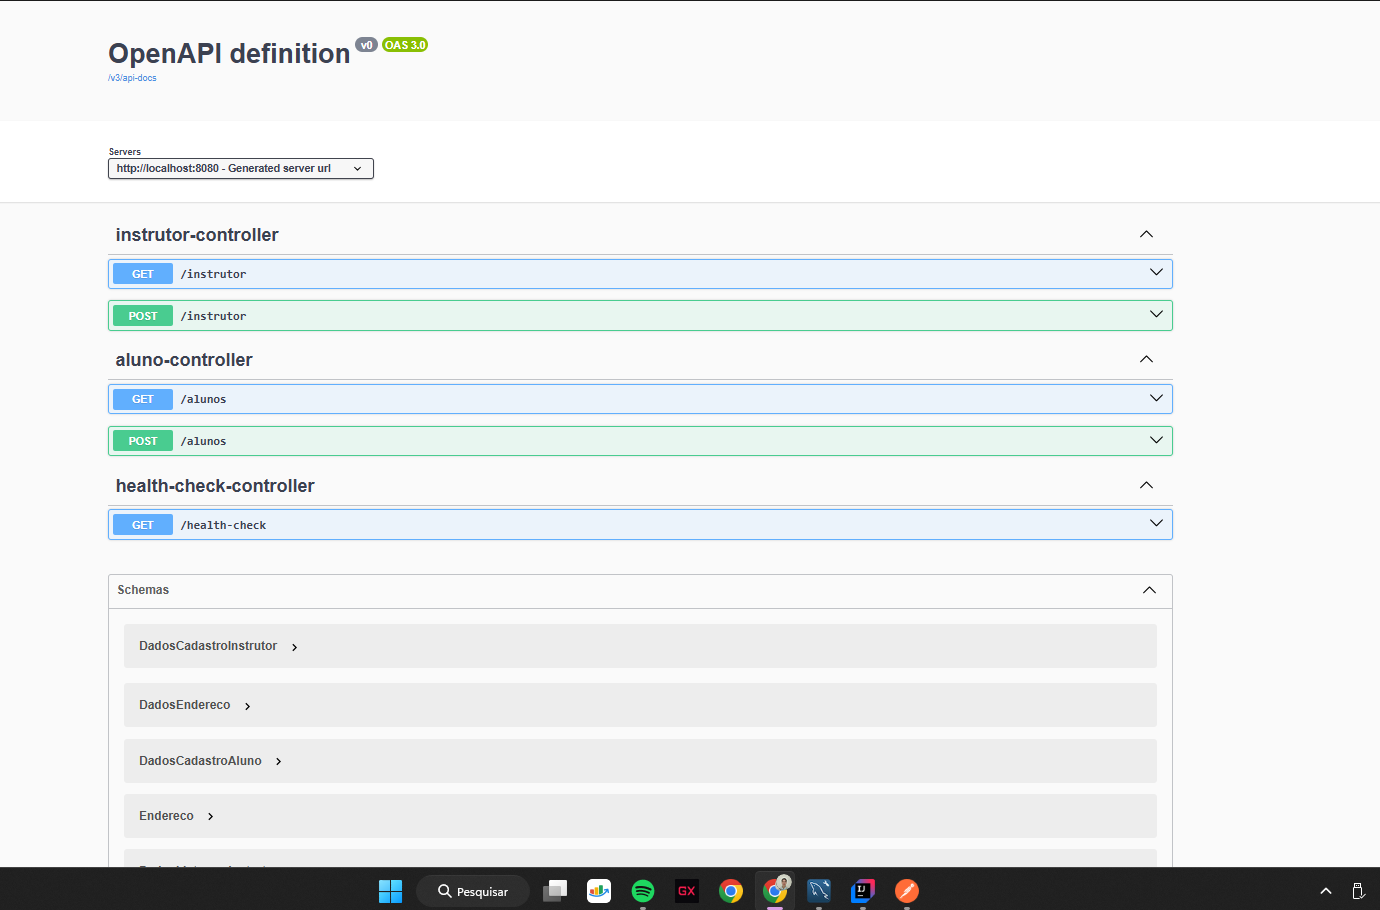 OpenAPI definition v0 OAS 3.0
/v3/api-docs
Servers
http://localhost:8080 - Generated server url
instrutor-controller
GET /instrutor
POST /instrutor
aluno-controller
GET /alunos
POST /alunos
health-check-controller
GET /health-check
Schemas
DadosCadastroInstrutor
DadosEndereco
DadosCadastroAluno
Endereco
Pesquisar
GX
IJ